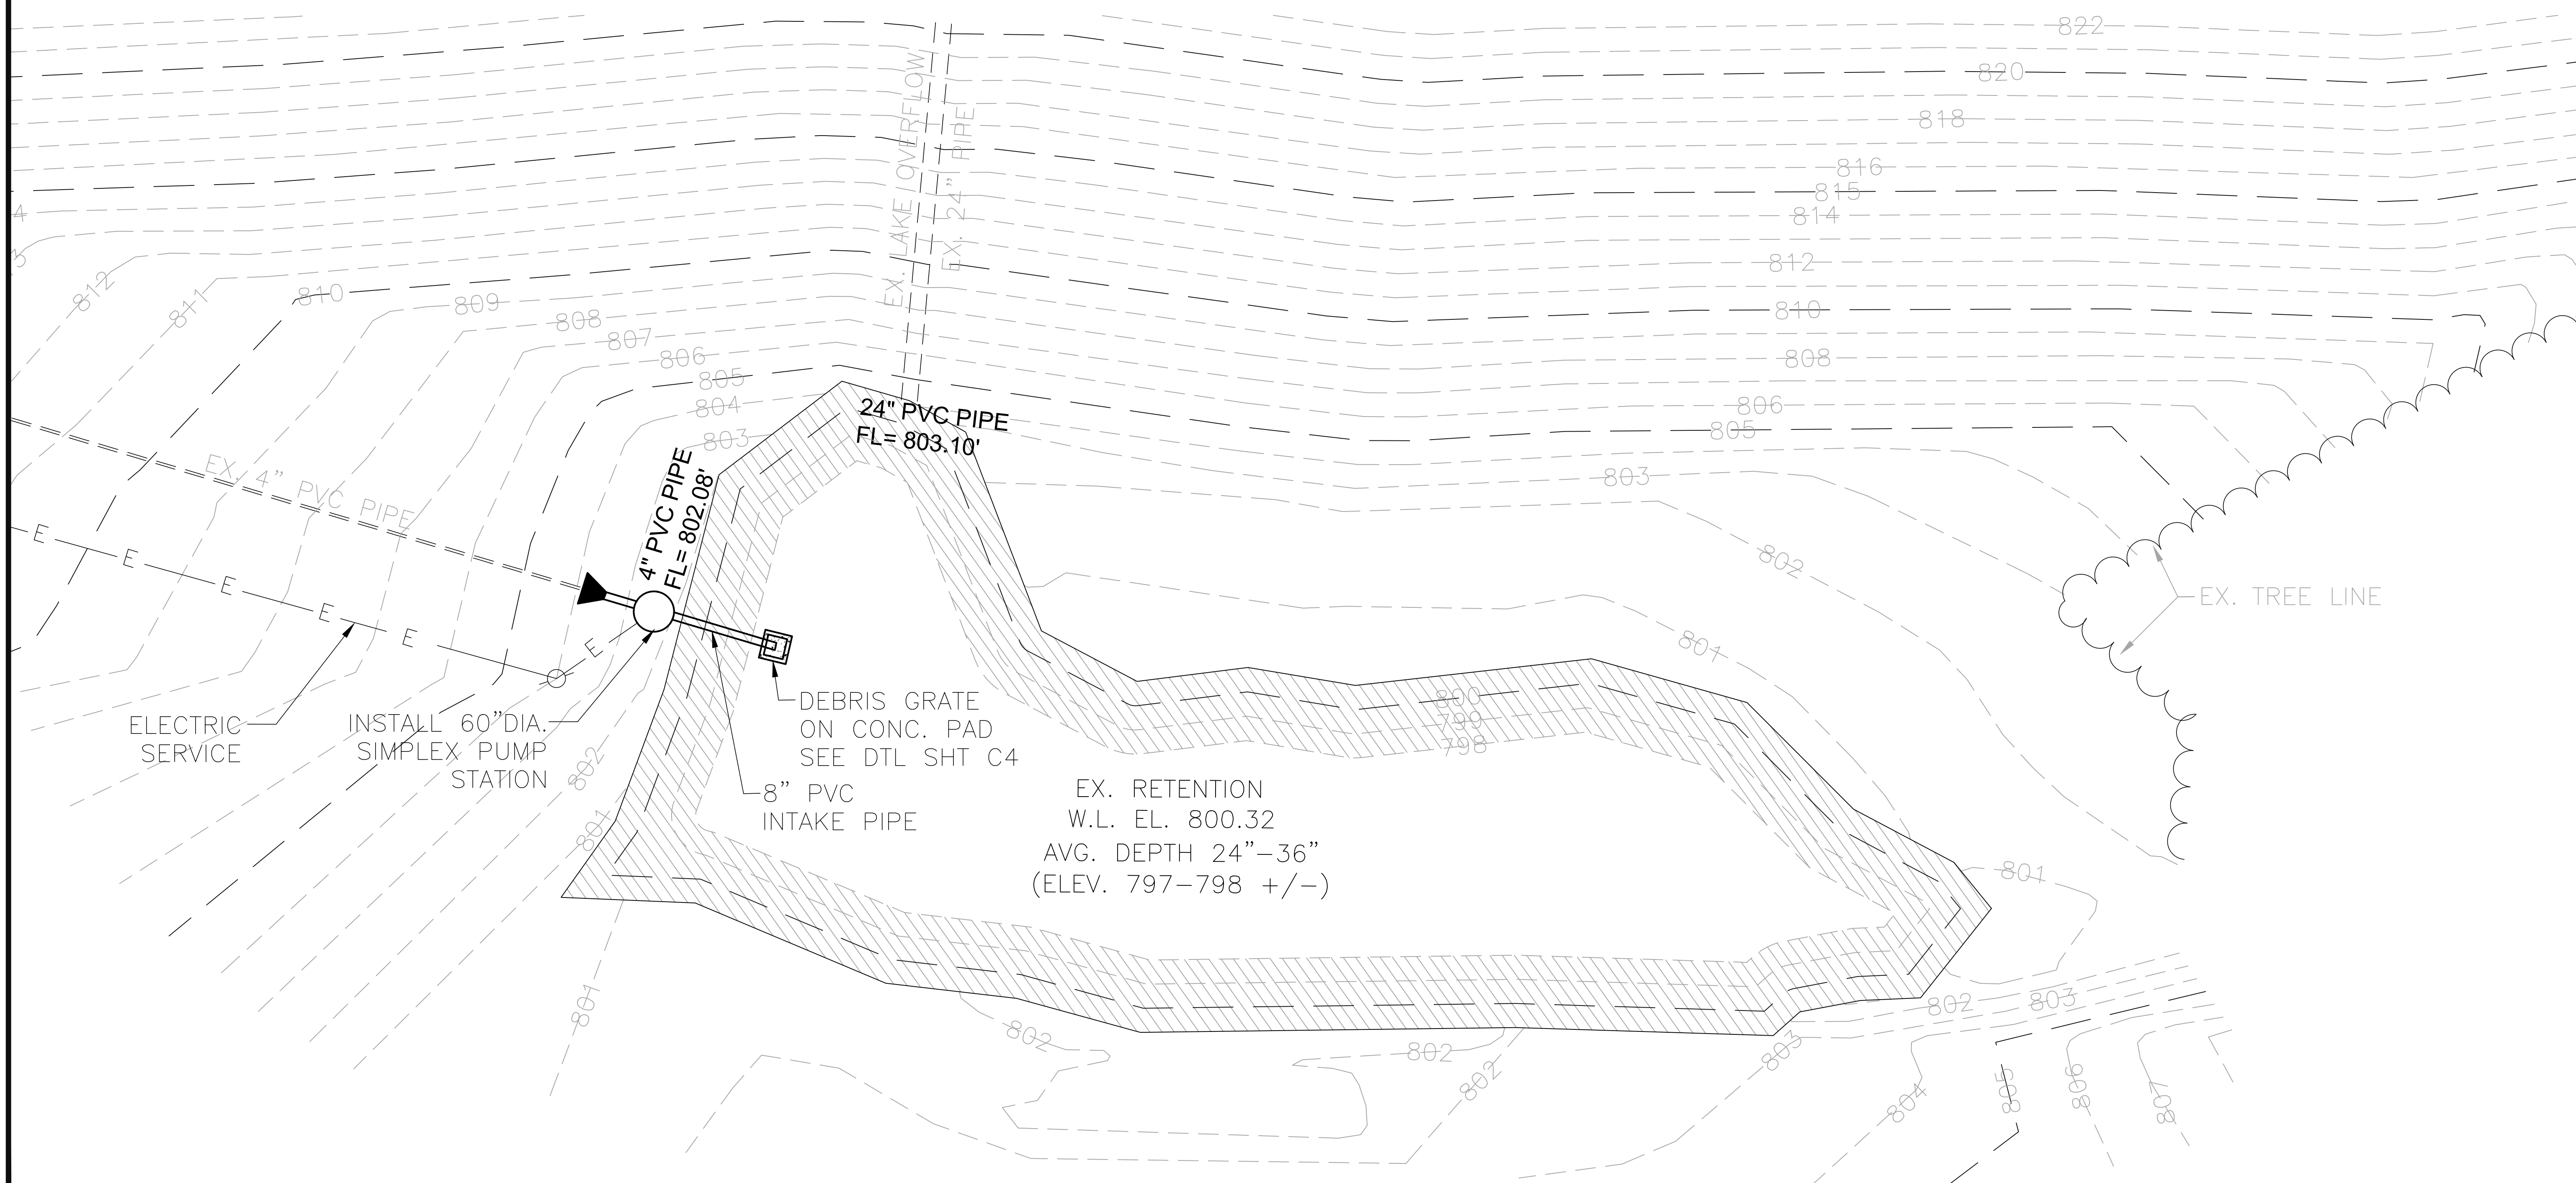 822
820
818
816
815
814
812
810
808
806
805
803
802
801
EX. LAKE OVERFLOW
EX. 24" PIPE
4
3
812
811
810
809
808
807
806
805
804
803
24" PVC PIPE
FL= 803.10'
4" PVC PIPE
FL= 802.08'
EX. 4" PVC PIPE
E
E
E
E
E
E
EX. TREE LINE
ELECTRIC
SERVICE
INSTALL 60"DIA.
SIMPLEX PUMP
STATION
DEBRIS GRATE
ON CONC. PAD
SEE DTL SHT C4
8" PVC
INTAKE PIPE
800
799
798
EX. RETENTION
W.L. EL. 800.32
AVG. DEPTH 24"-36"
(ELEV. 797-798 +/-)
802
801
801
801
802
803
802
802
802
803
804
805
806
807